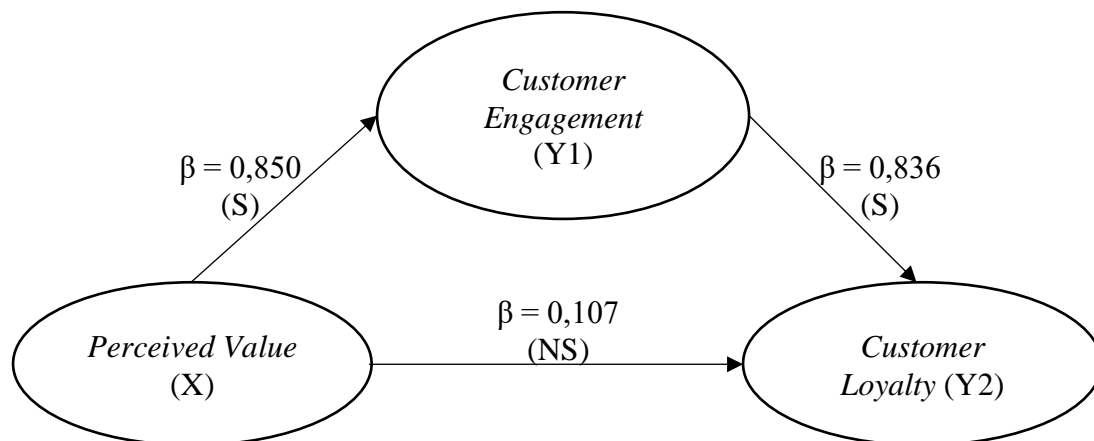 Customer
Engagement
(Y1)
β = 0,850
(S)
β = 0,836
(S)
β = 0,107
(NS)
Perceived Value
(X)
Customer
Loyalty (Y2)